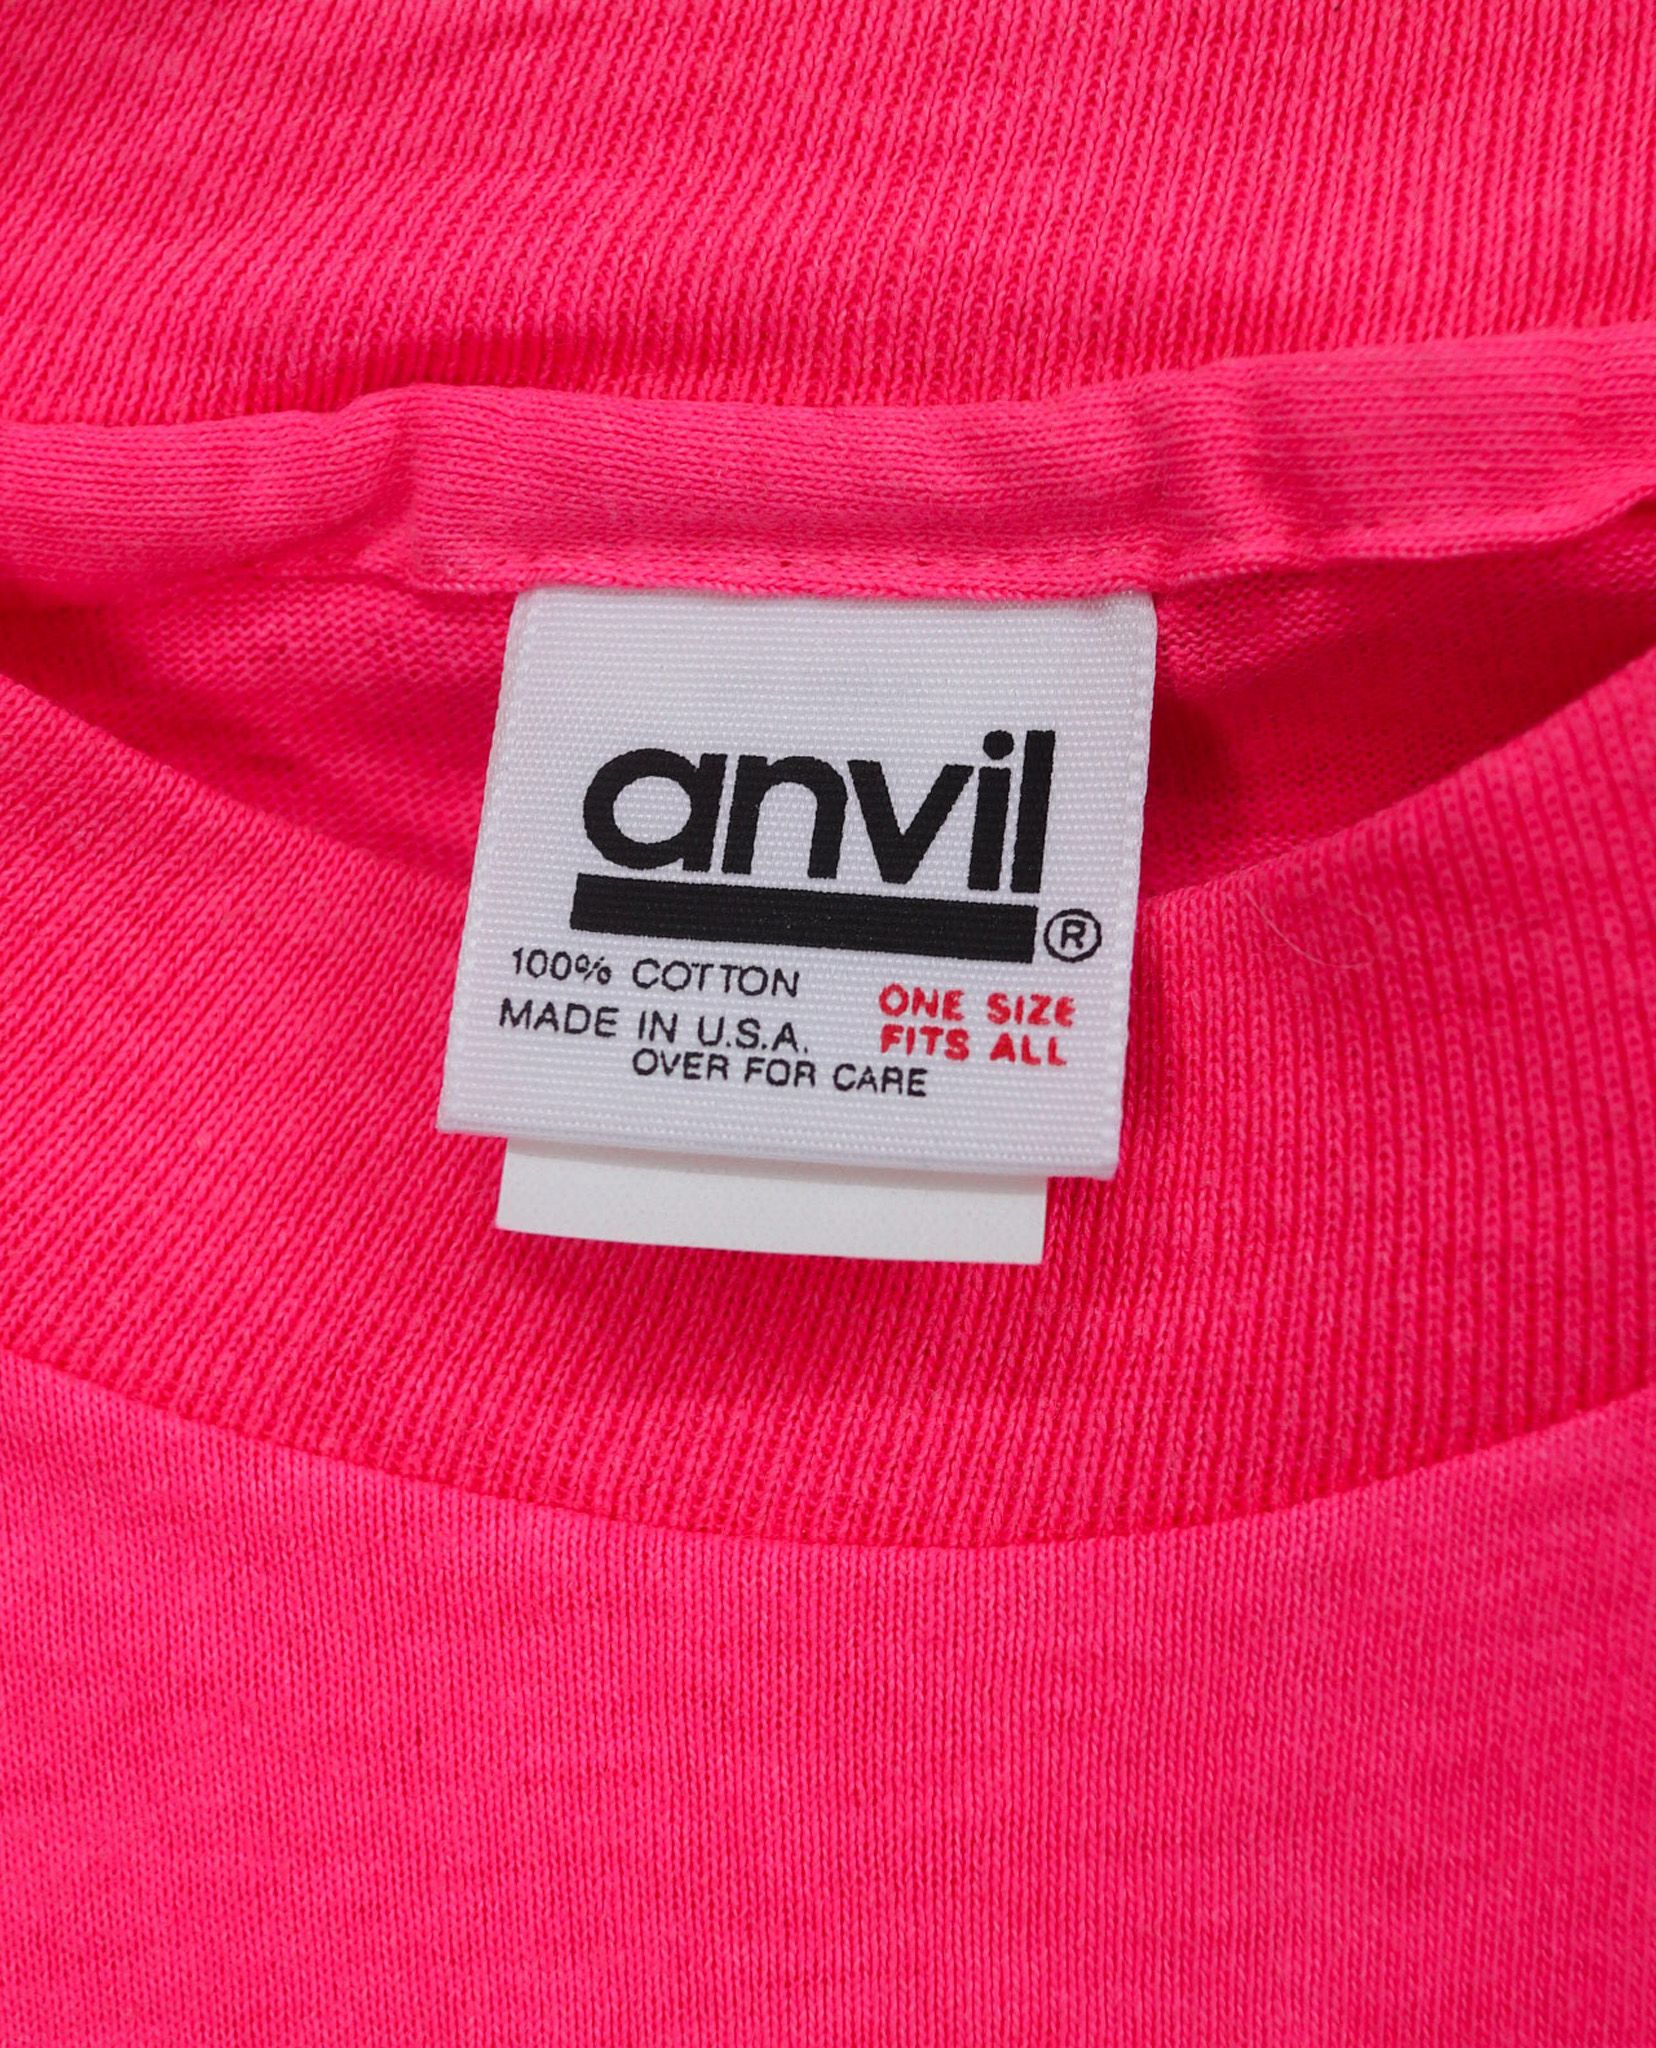 anvil®
100% COTTON
MADE IN U.S.A.
ONE SIZE
FITS ALL
OVER FOR CARE